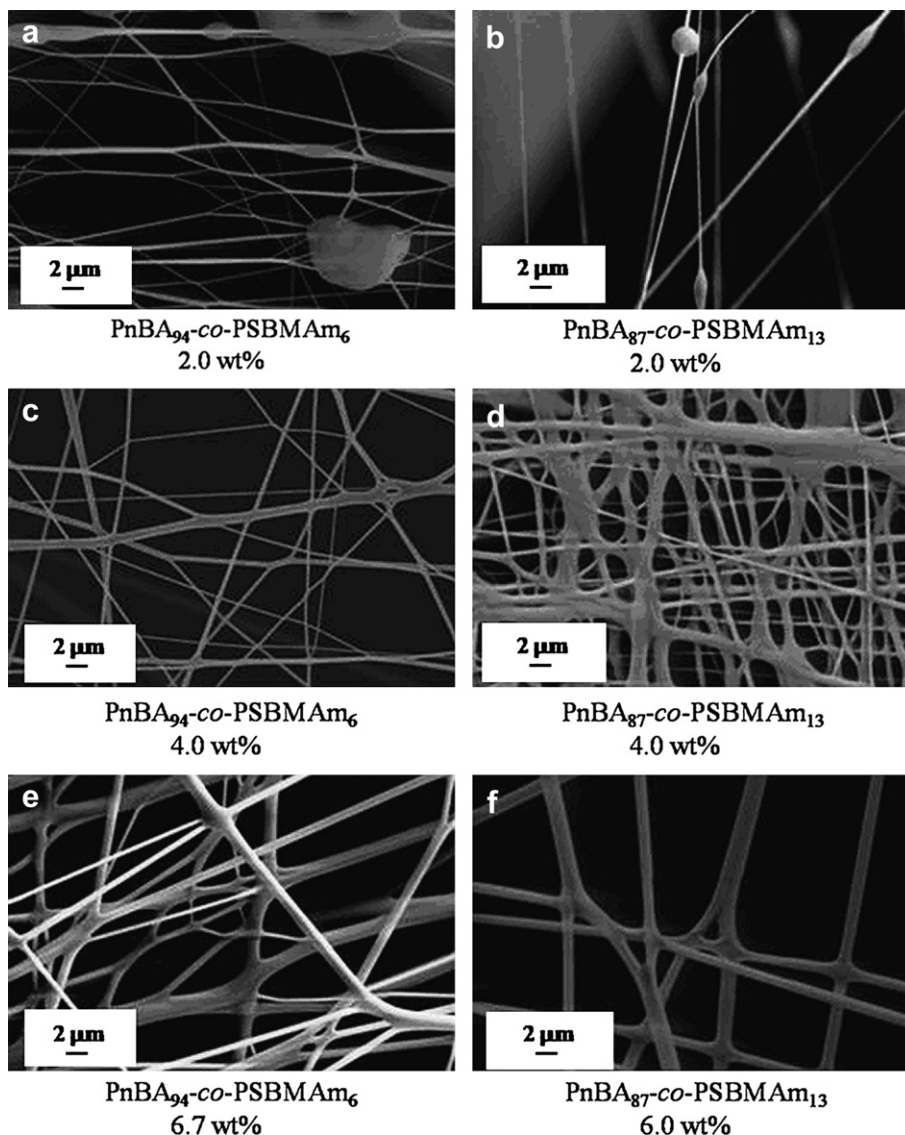 a
2 μm
PnBA₉₄-co-PSBMAm₆
2.0 wt%
b
2 μm
PnBA₈₇-co-PSBMAm₁₃
2.0 wt%
c
2 μm
PnBA₉₄-co-PSBMAm₆
4.0 wt%
d
2 μm
PnBA₈₇-co-PSBMAm₁₃
4.0 wt%
e
2 μm
PnBA₉₄-co-PSBMAm₆
6.7 wt%
f
2 μm
PnBA₈₇-co-PSBMAm₁₃
6.0 wt%